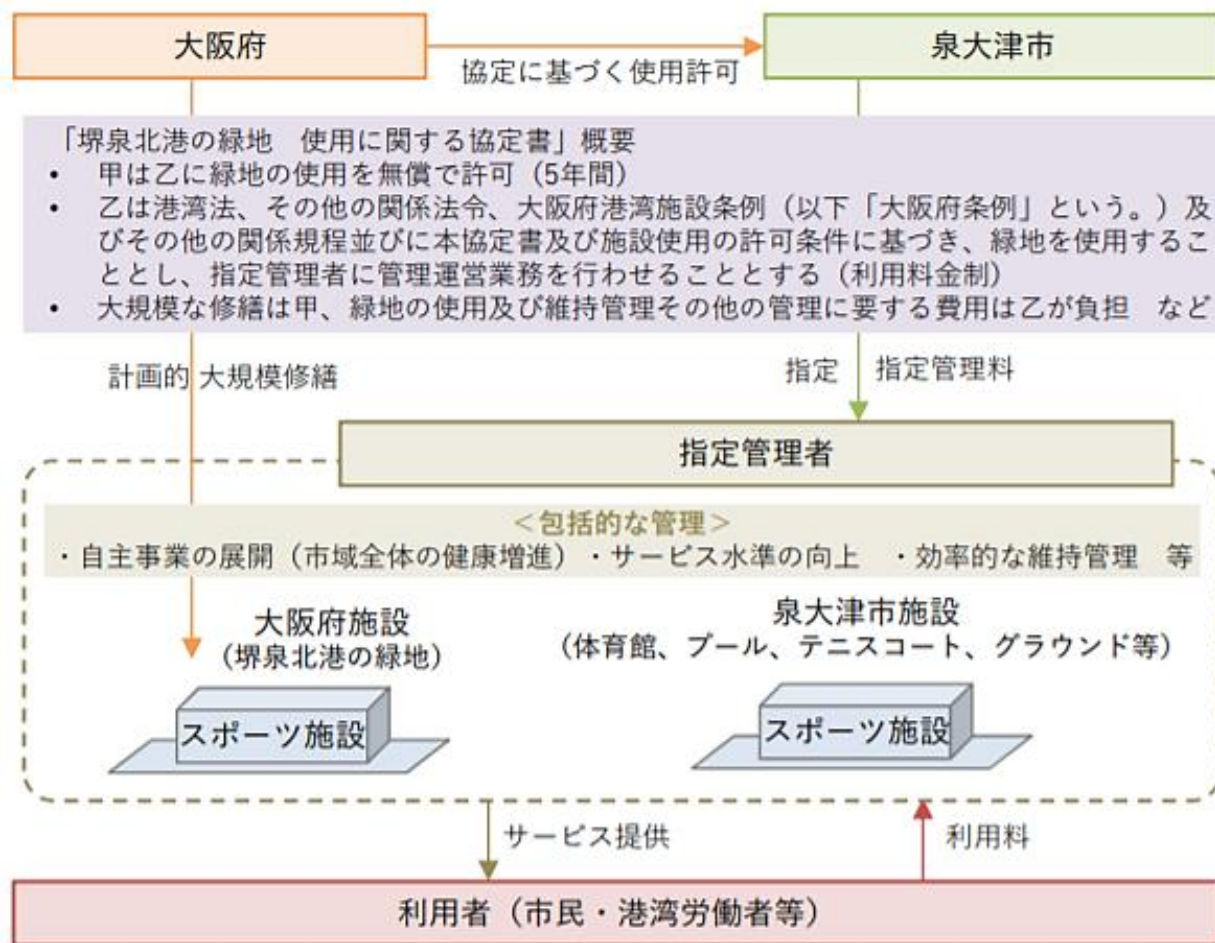 大阪府
泉大津市
協定に基づく使用許可
「堺泉北港の緑地　使用に関する協定書」概要
• 甲は乙に緑地の使用を無償で許可（5年間）
• 乙は港湾法、その他の関係法令、大阪府港湾施設条例（以下「大阪府条例」という。）及
びその他の関係規程並びに本協定書及び施設使用の許可条件に基づき、緑地を使用するこ
ととし、指定管理者に管理運営業務を行わせることとする（利用料金制）
• 大規模な修繕は甲、緑地の使用及び維持管理その他の管理に要する費用は乙が負担　など
計画的 大規模修繕
指定　指定管理料
指定管理者
＜包括的な管理＞
・自主事業の展開（市域全体の健康増進）・サービス水準の向上　・効率的な維持管理　等
大阪府施設
（堺泉北港の緑地）
泉大津市施設
（体育館、プール、テニスコート、グラウンド等）
スポーツ施設
スポーツ施設
サービス提供
利用料
利用者（市民・港湾労働者等）